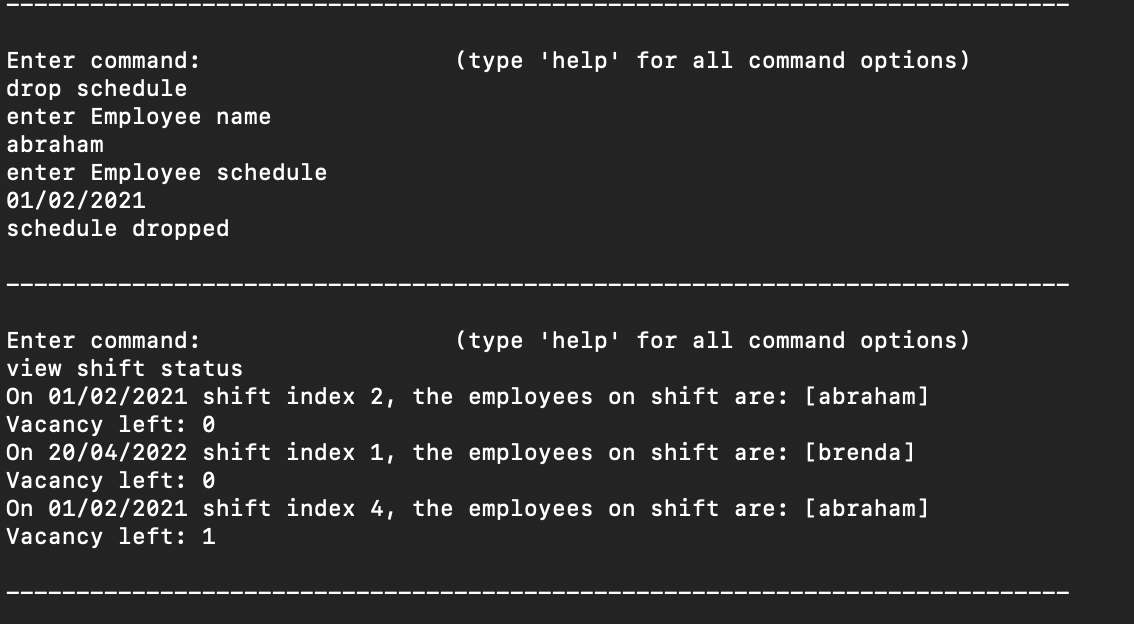 Enter command:                  (type 'help' for all command options)
drop schedule
enter Employee name
abraham
enter Employee schedule
01/02/2021
schedule dropped
Enter command:                  (type 'help' for all command options)
view shift status
On 01/02/2021 shift index 2, the employees on shift are: [abraham]
Vacancy left: 0
On 20/04/2022 shift index 1, the employees on shift are: [brenda]
Vacancy left: 0
On 01/02/2021 shift index 4, the employees on shift are: [abraham]
Vacancy left: 1